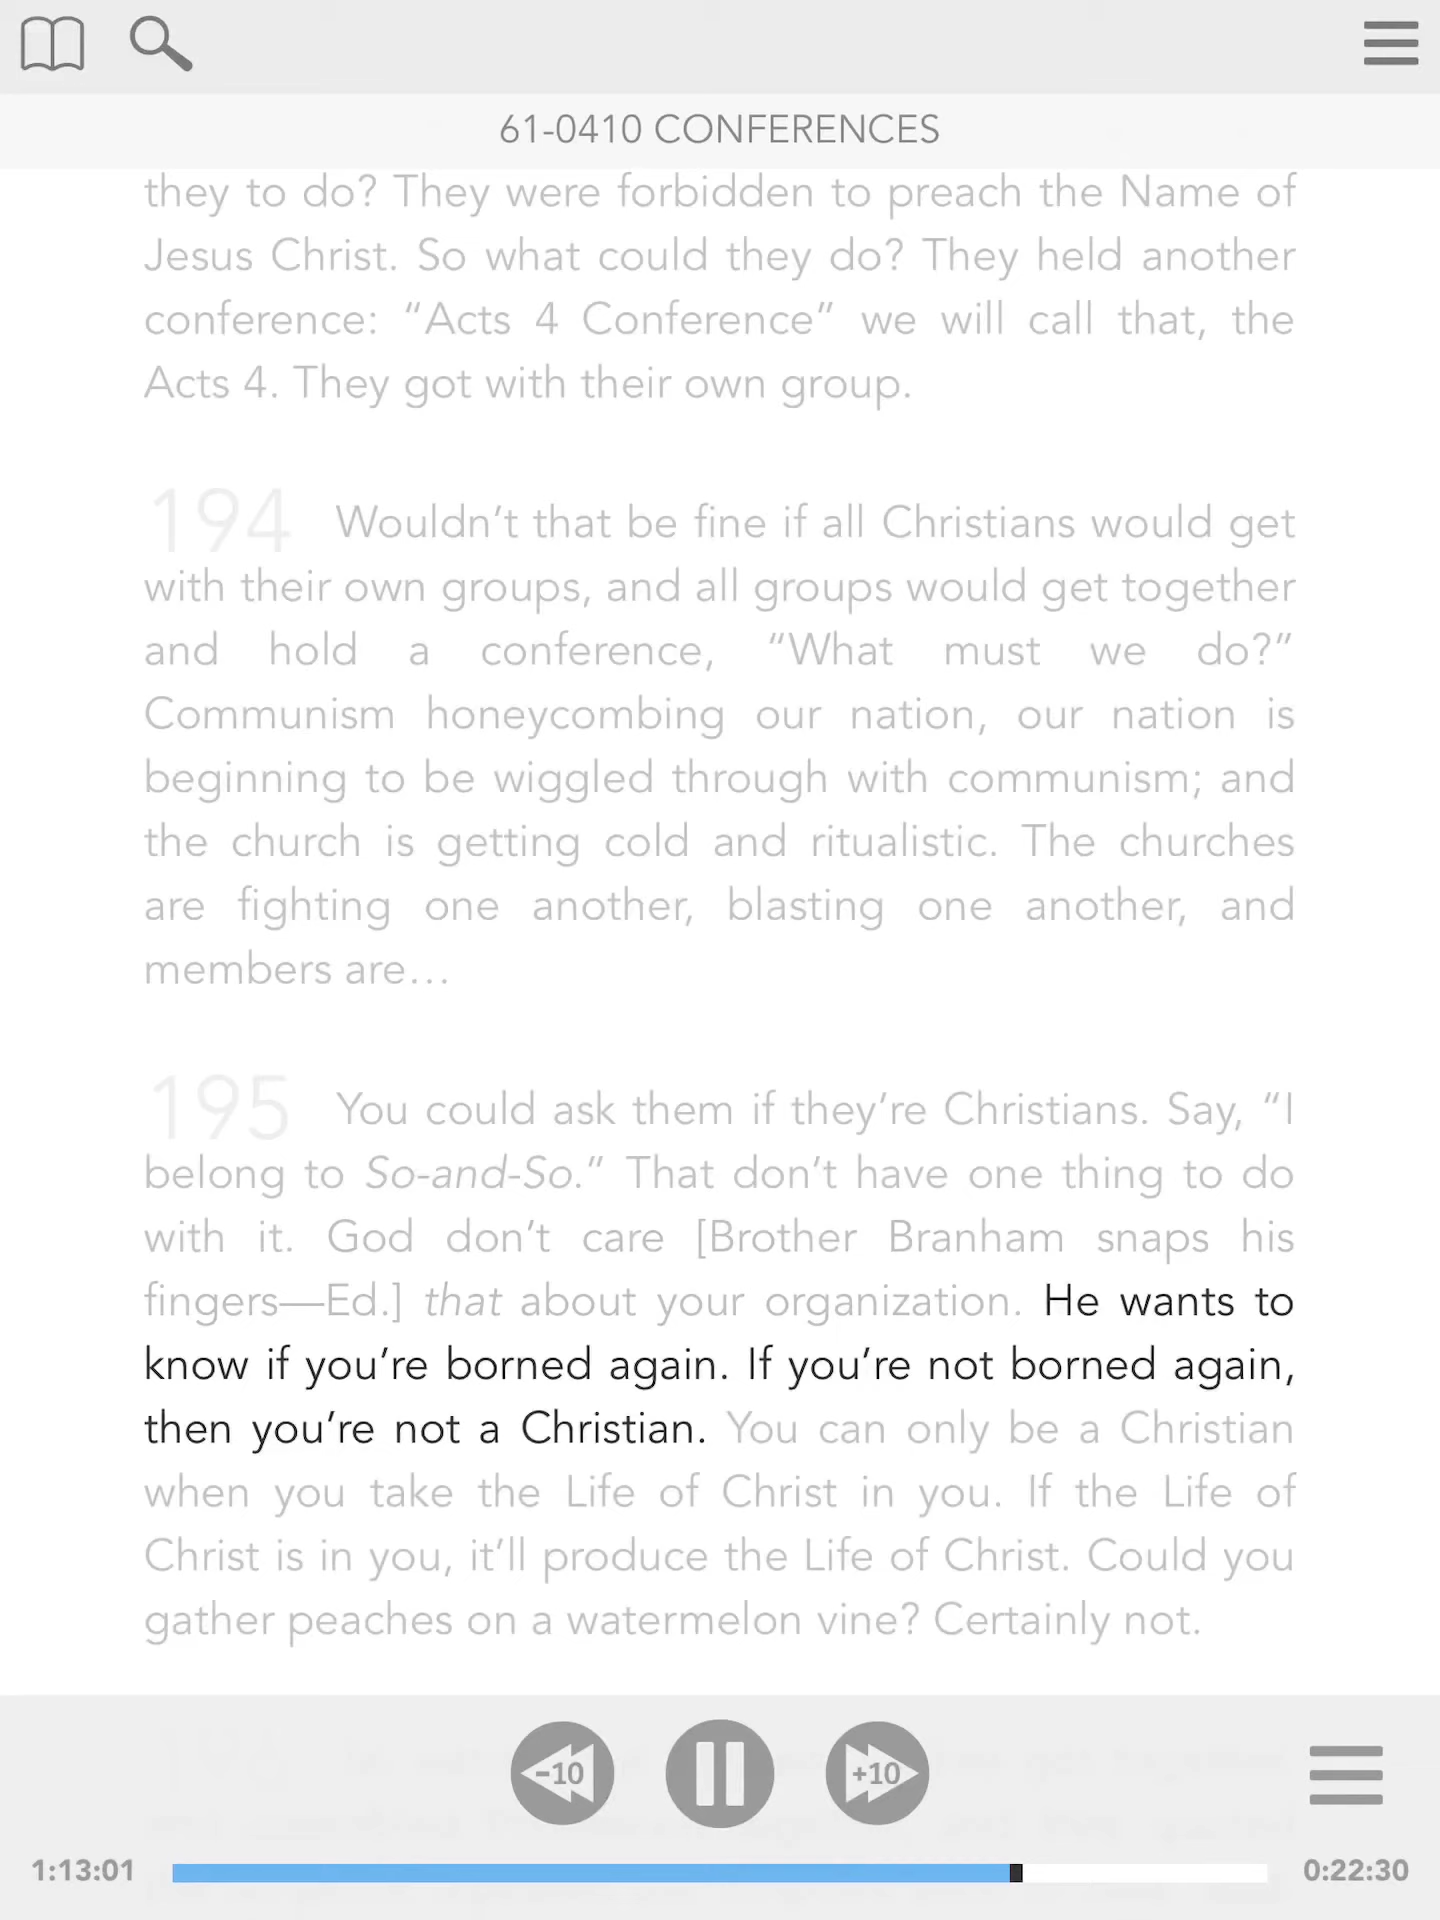 61-0410 CONFERENCES
they to do? They were forbidden to preach the Name of
Jesus Christ. So what could they do? They held another
conference: “Acts 4 Conference” we will call that, the
Acts 4. They got with their own group.
194 Wouldn’t that be fine if all Christians would get
with their own groups, and all groups would get together
and hold a conference, “What must we do?”
Communism honeycombing our nation, our nation is
beginning to be wiggled through with communism; and
the church is getting cold and ritualistic. The churches
are fighting one another, blasting one another, and
members are…
195 You could ask them if they’re Christians. Say, “I
belong to So-and-So.” That don’t have one thing to do
with it. God don’t care [Brother Branham snaps his
fingers—Ed.] that about your organization. He wants to
know if you’re borned again. If you’re not borned again,
then you’re not a Christian. You can only be a Christian
when you take the Life of Christ in you. If the Life of
Christ is in you, it’ll produce the Life of Christ. Could you
gather peaches on a watermelon vine? Certainly not.
-10 +10
1:13:01 0:22:30